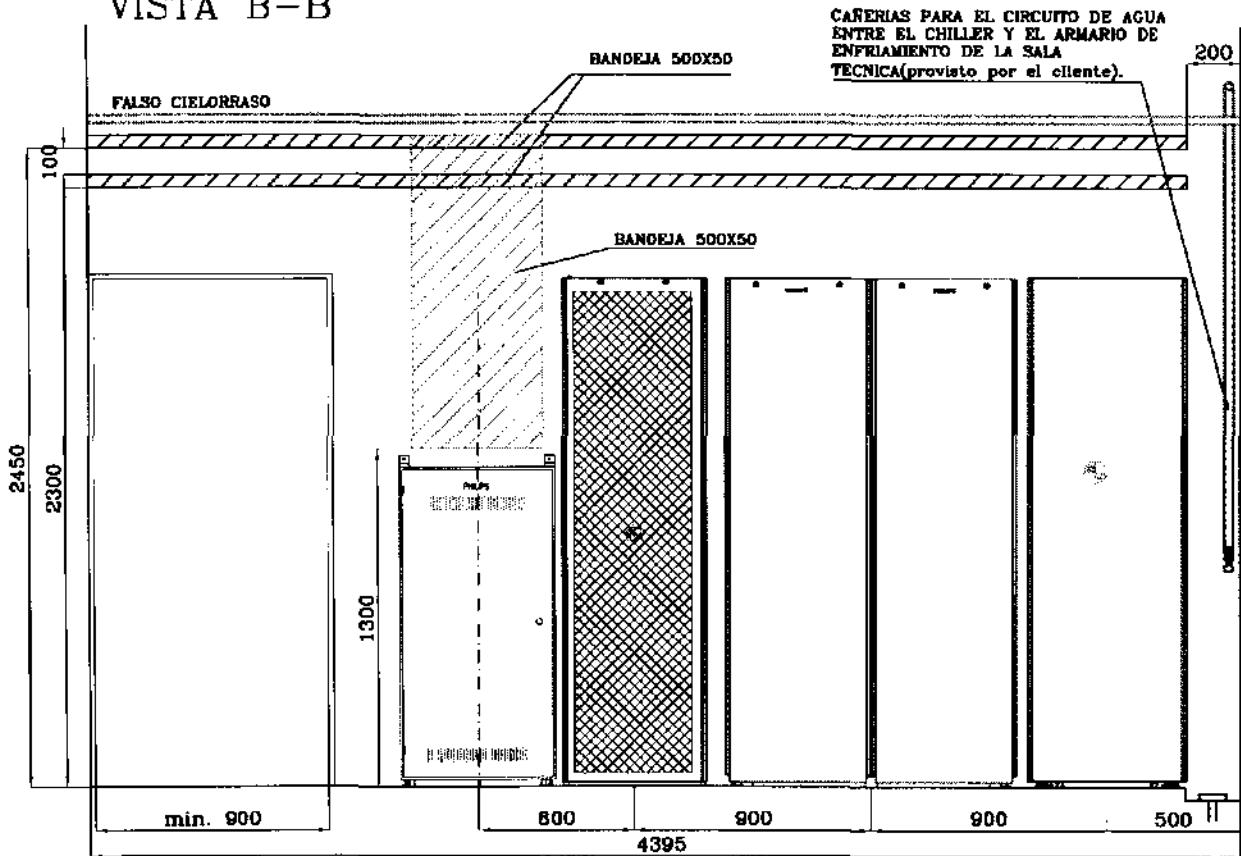 VISTA B-B
CAÑERIAS PARA EL CIRCUITO DE AGUA
ENTRE EL CHILLER Y EL ARMARIO DE
ENFRIAMIENTO DE LA SALA
TECNICA(provisto por el cliente).
200
BANDEJA 500X50
FALSO CIELORRASO
100
BANDEJA 500X50
2450
2300
PHILIPS
1300
min. 900
600
900
900
500
4395